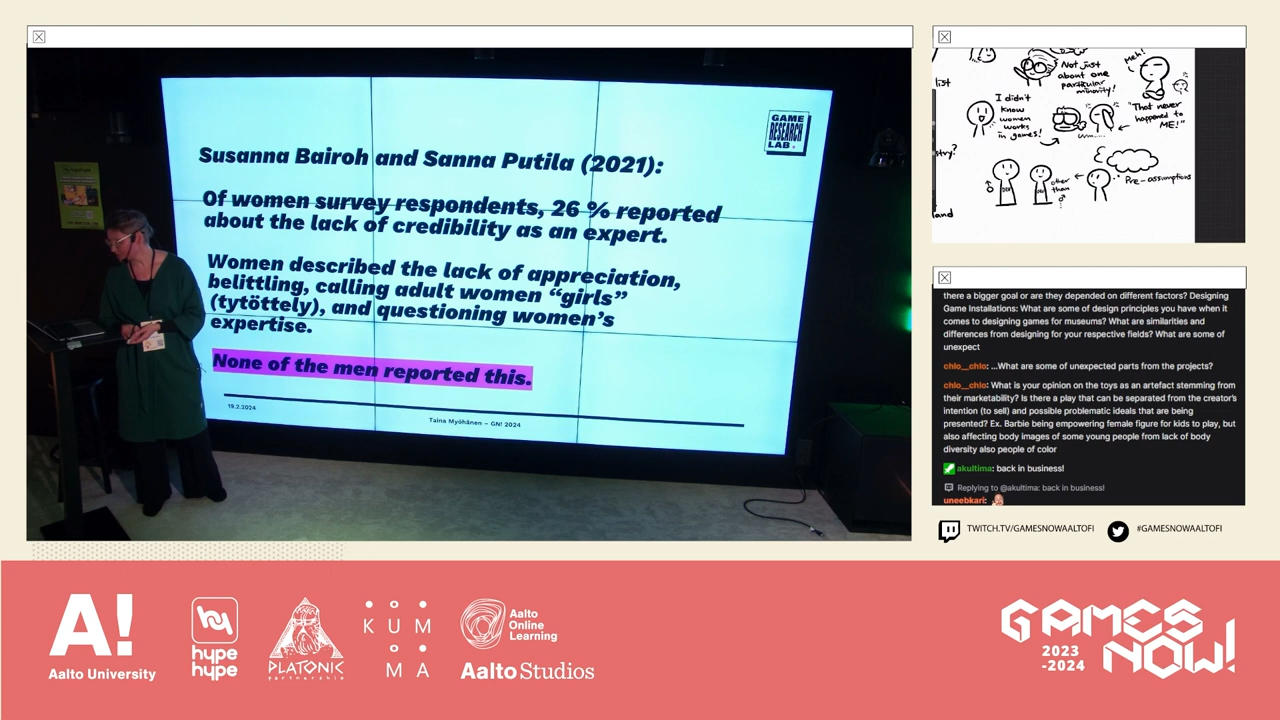 GAME
RESEARCH
LAB.
Susanna Bairoh and Sanna Putila (2021):
Of women survey respondents, 26 % reported
about the lack of credibility as an expert.
Women described the lack of appreciation,
belittling, calling adult women “girls”
(tytöttely), and questioning women’s
expertise.
None of the men reported this.
19.2.2024
Taina Myöhänen – GN! 2024
Not just
about one
particular
minority!
meh!
list
I didn't
know
women
works
in games!
"That never
happened to
ME!"
stry?
other
than
Pre-assumptions
land
there a bigger goal or are they depended on different factors? Designing
Game Installations: What are some of design principles you have when it
comes to designing games for museums? What are similarities and
differences from designing for your respective fields? What are some of
unexpect
chlo__chlo: ...What are some of unexpected parts from the projects?
chlo__chlo: What is your opinion on the toys as an artefact stemming from
their marketability? Is there a play that can be separated from the creator's
intention (to sell) and possible problematic ideals that are being
presented? Ex. Barbie being empowering female figure for kids to play, but
also affecting body images of some young people from lack of body
diversity also people of color
akultima: back in business!
Replying to @akultima: back in business!
uneebkari:
TWITCH.TV/GAMESNOWAALTOFI
#GAMESNOWAALTOFI
A!
Aalto University
hype
hype
PLATONIC
partnership
KUM
MA
Aalto
Online
Learning
Aalto Studios
GAMES
NOW!
2023
-2024